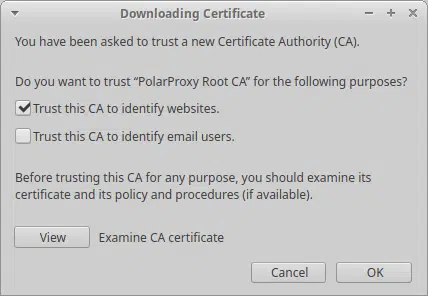 Downloading Certificate
You have been asked to trust a new Certificate Authority (CA).
Do you want to trust “PolarProxy Root CA” for the following purposes?
Trust this CA to identify websites.
Trust this CA to identify email users.
Before trusting this CA for any purpose, you should examine its
certificate and its policy and procedures (if available).
View Examine CA certificate
Cancel OK